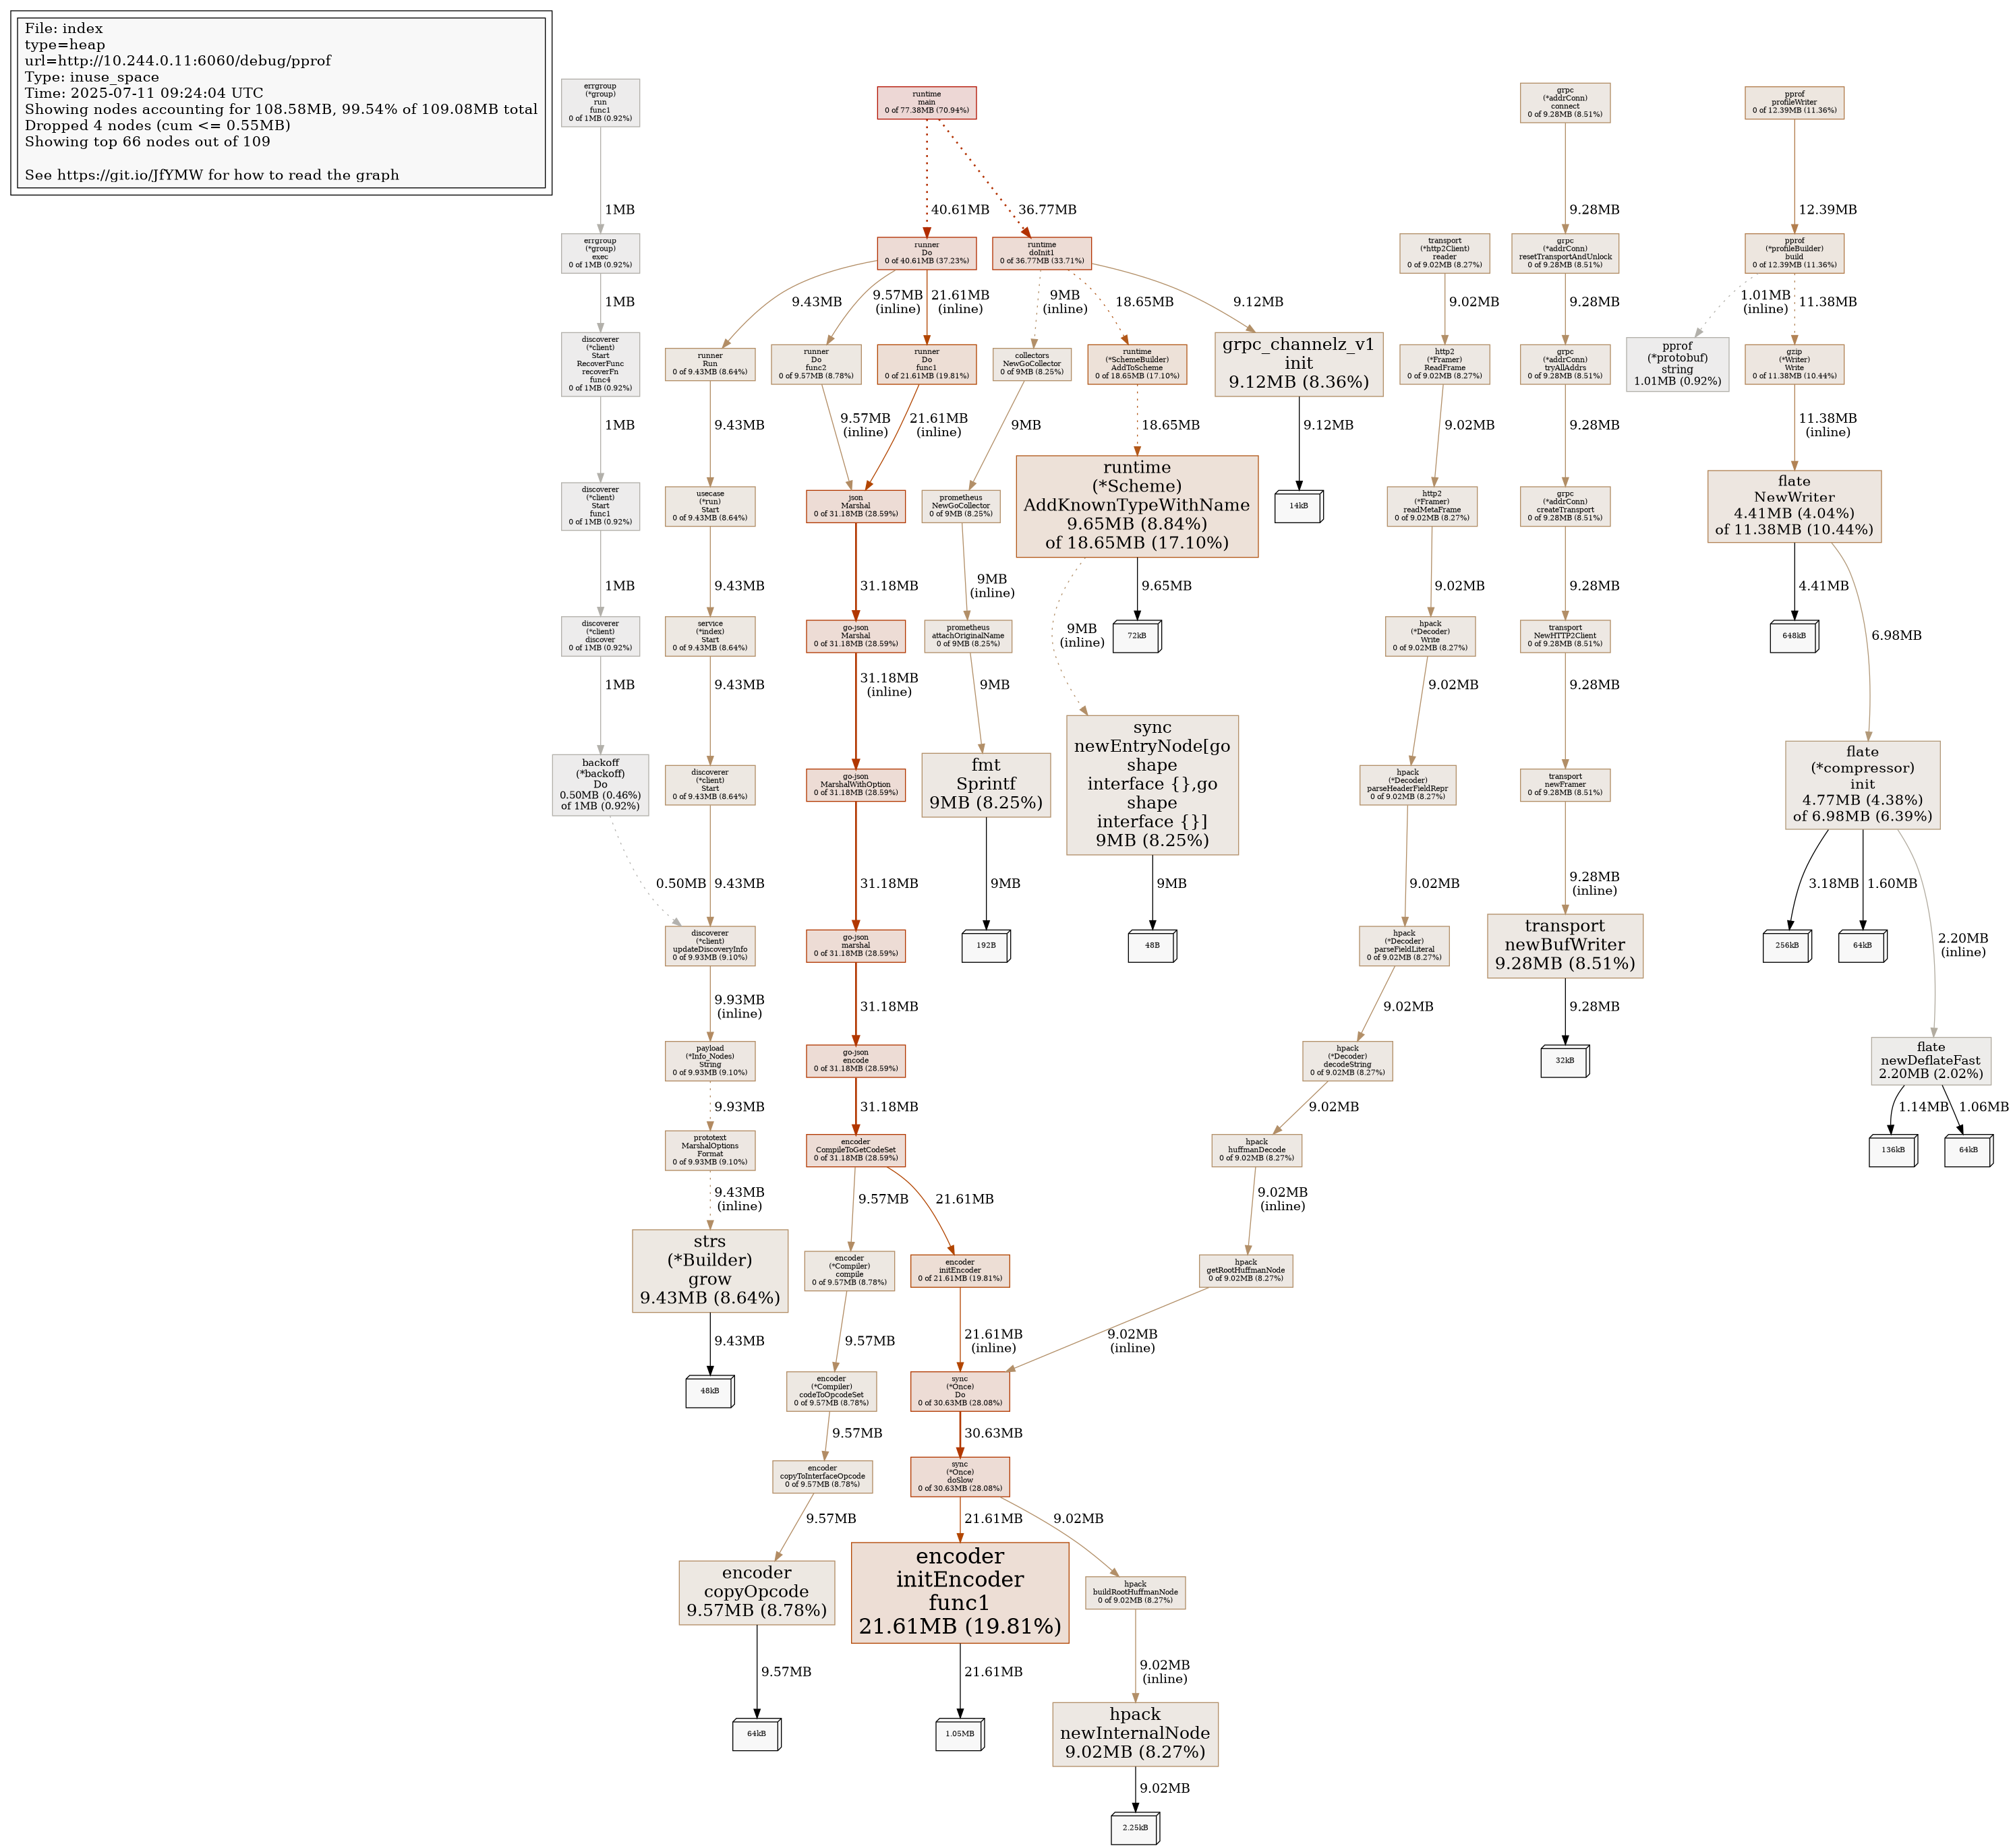 File: index
type=heap
url=http://10.244.0.11:6060/debug/pprof
Type: inuse_space
Time: 2025-07-11 09:24:04 UTC
Showing nodes accounting for 108.58MB, 99.54% of 109.08MB total
Dropped 4 nodes (cum <= 0.55MB)
Showing top 66 nodes out of 109
See https://git.io/JfYMW for how to read the graph
errgroup
(*group)
run
func1
0 of 1MB (0.92%)
runtime
main
0 of 77.38MB (70.94%)
grpc
(*addrConn)
connect
0 of 9.28MB (8.51%)
pprof
profileWriter
0 of 12.39MB (11.36%)
1MB
40.61MB
36.77MB
9.28MB
12.39MB
errgroup
(*group)
exec
0 of 1MB (0.92%)
runner
Do
0 of 40.61MB (37.23%)
runtime
doInit1
0 of 36.77MB (33.71%)
transport
(*http2Client)
reader
0 of 9.02MB (8.27%)
grpc
(*addrConn)
resetTransportAndUnlock
0 of 9.28MB (8.51%)
pprof
(*profileBuilder)
build
0 of 12.39MB (11.36%)
1MB
9.43MB
9.57MB
(inline)
21.61MB
(inline)
9MB
(inline)
18.65MB
9.12MB
9.02MB
9.28MB
1.01MB
(inline)
11.38MB
discoverer
(*client)
Start
RecoverFunc
recoverFn
func4
0 of 1MB (0.92%)
runner
Run
0 of 9.43MB (8.64%)
runner
Do
func2
0 of 9.57MB (8.78%)
runner
Do
func1
0 of 21.61MB (19.81%)
collectors
NewGoCollector
0 of 9MB (8.25%)
runtime
(*SchemeBuilder)
AddToScheme
0 of 18.65MB (17.10%)
grpc_channelz_v1
init
9.12MB (8.36%)
http2
(*Framer)
ReadFrame
0 of 9.02MB (8.27%)
grpc
(*addrConn)
tryAllAddrs
0 of 9.28MB (8.51%)
pprof
(*protobuf)
string
1.01MB (0.92%)
gzip
(*Writer)
Write
0 of 11.38MB (10.44%)
1MB
9.43MB
9.57MB
(inline)
21.61MB
(inline)
9MB
18.65MB
9.12MB
9.02MB
9.28MB
11.38MB
(inline)
discoverer
(*client)
Start
func1
0 of 1MB (0.92%)
usecase
(*run)
Start
0 of 9.43MB (8.64%)
json
Marshal
0 of 31.18MB (28.59%)
prometheus
NewGoCollector
0 of 9MB (8.25%)
runtime
(*Scheme)
AddKnownTypeWithName
9.65MB (8.84%)
of 18.65MB (17.10%)
14kB
http2
(*Framer)
readMetaFrame
0 of 9.02MB (8.27%)
grpc
(*addrConn)
createTransport
0 of 9.28MB (8.51%)
flate
NewWriter
4.41MB (4.04%)
of 11.38MB (10.44%)
1MB
9.43MB
31.18MB
9MB
(inline)
9MB
(inline)
9.65MB
9.02MB
9.28MB
4.41MB
6.98MB
discoverer
(*client)
discover
0 of 1MB (0.92%)
service
(*index)
Start
0 of 9.43MB (8.64%)
go-json
Marshal
0 of 31.18MB (28.59%)
prometheus
attachOriginalName
0 of 9MB (8.25%)
72kB
hpack
(*Decoder)
Write
0 of 9.02MB (8.27%)
transport
NewHTTP2Client
0 of 9.28MB (8.51%)
648kB
1MB
9.43MB
31.18MB
(inline)
9MB
9.02MB
9.28MB
backoff
(*backoff)
Do
0.50MB (0.46%)
of 1MB (0.92%)
discoverer
(*client)
Start
0 of 9.43MB (8.64%)
go-json
MarshalWithOption
0 of 31.18MB (28.59%)
fmt
Sprintf
9MB (8.25%)
sync
newEntryNode[go
shape
interface {},go
shape
interface {}]
9MB (8.25%)
hpack
(*Decoder)
parseHeaderFieldRepr
0 of 9.02MB (8.27%)
transport
newFramer
0 of 9.28MB (8.51%)
flate
(*compressor)
init
4.77MB (4.38%)
of 6.98MB (6.39%)
0.50MB
9.43MB
31.18MB
9MB
9MB
9.02MB
9.28MB
(inline)
3.18MB
1.60MB
2.20MB
(inline)
discoverer
(*client)
updateDiscoveryInfo
0 of 9.93MB (9.10%)
go-json
marshal
0 of 31.18MB (28.59%)
192B
48B
hpack
(*Decoder)
parseFieldLiteral
0 of 9.02MB (8.27%)
transport
newBufWriter
9.28MB (8.51%)
256kB
64kB
9.93MB
(inline)
31.18MB
9.02MB
9.28MB
payload
(*Info_Nodes)
String
0 of 9.93MB (9.10%)
go-json
encode
0 of 31.18MB (28.59%)
hpack
(*Decoder)
decodeString
0 of 9.02MB (8.27%)
32kB
flate
newDeflateFast
2.20MB (2.02%)
9.93MB
31.18MB
9.02MB
1.14MB
1.06MB
prototext
MarshalOptions
Format
0 of 9.93MB (9.10%)
encoder
CompileToGetCodeSet
0 of 31.18MB (28.59%)
hpack
huffmanDecode
0 of 9.02MB (8.27%)
136kB
64kB
9.43MB
(inline)
9.57MB
21.61MB
9.02MB
(inline)
strs
(*Builder)
grow
9.43MB (8.64%)
encoder
(*Compiler)
compile
0 of 9.57MB (8.78%)
encoder
initEncoder
0 of 21.61MB (19.81%)
hpack
getRootHuffmanNode
0 of 9.02MB (8.27%)
9.43MB
9.57MB
21.61MB
(inline)
9.02MB
(inline)
48kB
encoder
(*Compiler)
codeToOpcodeSet
0 of 9.57MB (8.78%)
sync
(*Once)
Do
0 of 30.63MB (28.08%)
9.57MB
30.63MB
encoder
copyToInterfaceOpcode
0 of 9.57MB (8.78%)
sync
(*Once)
doSlow
0 of 30.63MB (28.08%)
9.57MB
21.61MB
9.02MB
encoder
copyOpcode
9.57MB (8.78%)
encoder
initEncoder
func1
21.61MB (19.81%)
hpack
buildRootHuffmanNode
0 of 9.02MB (8.27%)
9.57MB
21.61MB
9.02MB
(inline)
64kB
1.05MB
hpack
newInternalNode
9.02MB (8.27%)
9.02MB
2.25kB